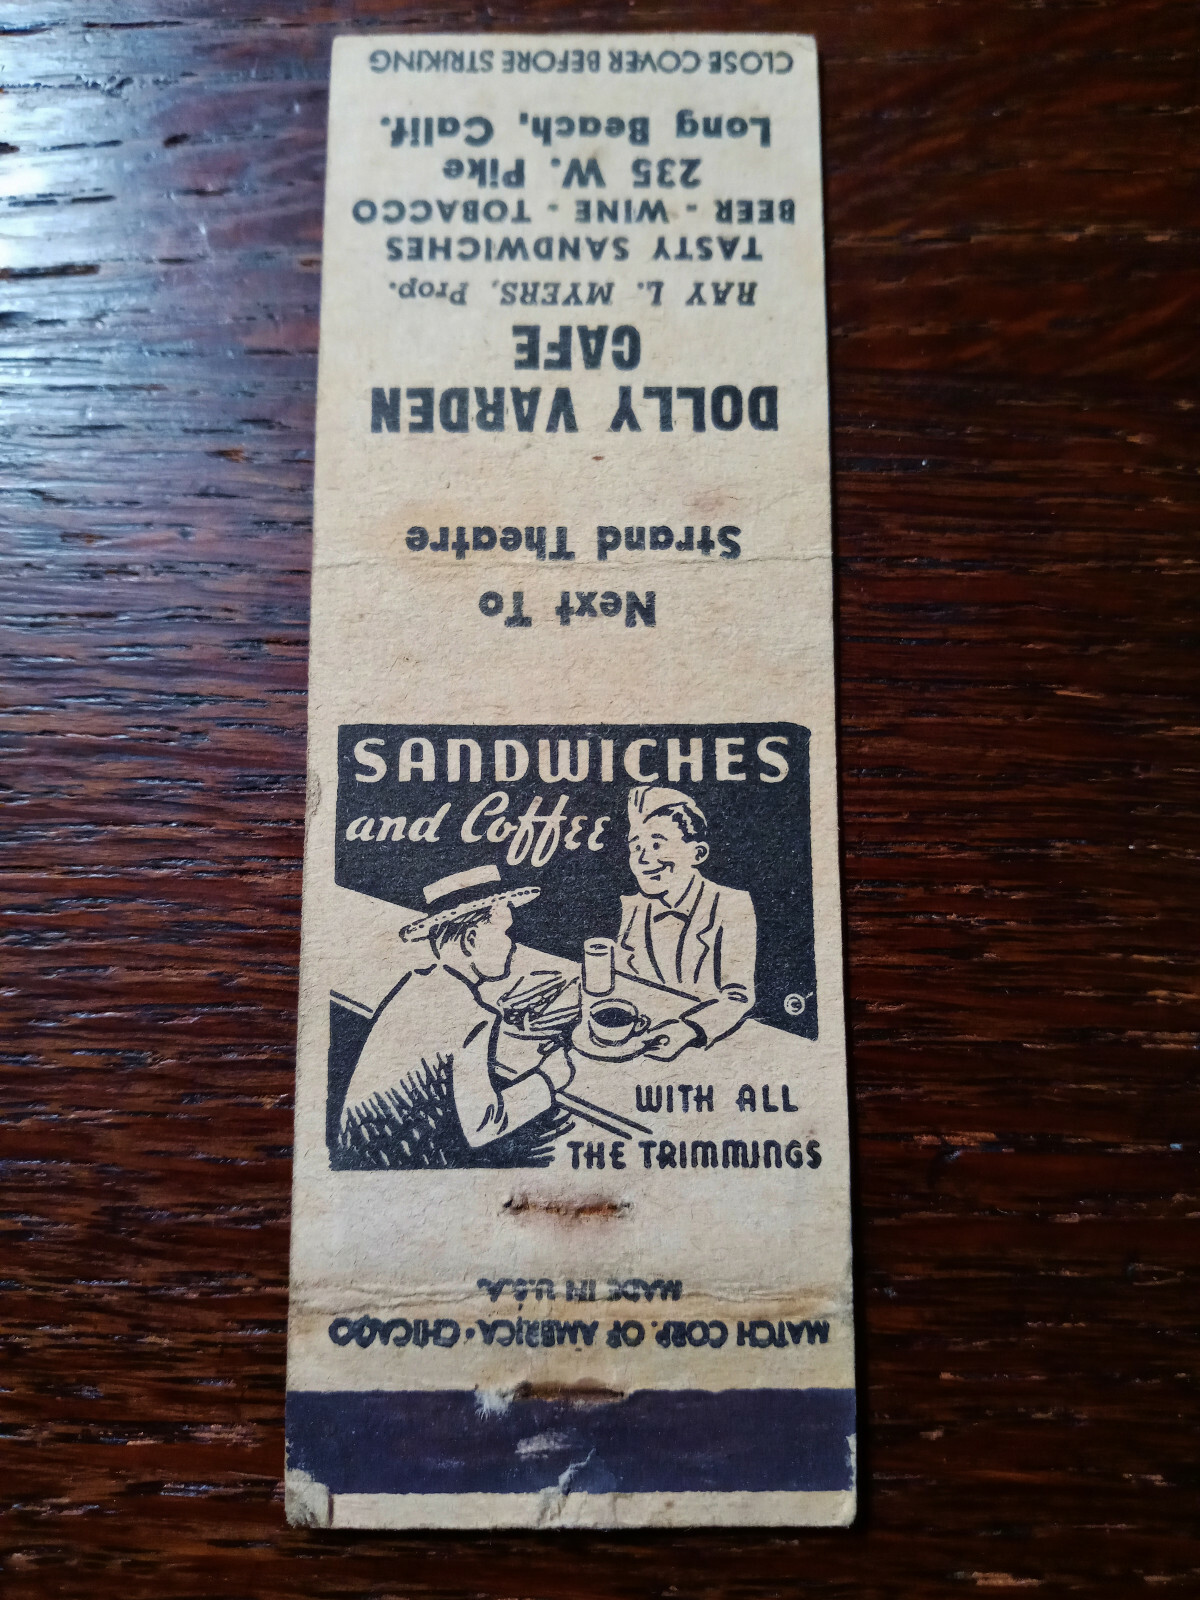 CLOSE COVER BEFORE STRIKING
DOLLY VARDEN
CAFE
RAY L. MYERS, Prop.
TASTY SANDWICHES
BEER - WINE - TOBACCO
235 W. Pike
Long Beach, Calif.
Next To
Strand Theatre
SANDWICHES
and Coffee
©
WITH ALL
THE TRIMMINGS
MATCH CORP. OF AMERICA · CHICAGO
MADE IN U.S.A.